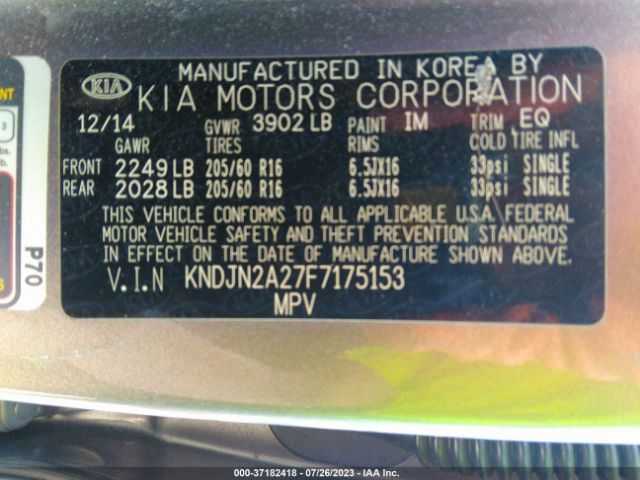 MANUFACTURED IN KOREA BY
KIA KIA MOTORS CORPORATION
12/14 GVWR 3902 LB PAINT IM TRIM EQ
GAWR TIRES RIMS COLD TIRE INFL
FRONT 2249 LB 205/60 R16 6.5JX16 33psi SINGLE
REAR 2028 LB 205/60 R16 6.5JX16 33psi SINGLE
THIS VEHICLE CONFORMS TO ALL APPLICABLE U.S.A. FEDERAL
MOTOR VEHICLE SAFETY AND THEFT PREVENTION STANDARDS
IN EFFECT ON THE DATE OF MANUFACTURE SHOWN ABOVE.
V.I.N KNDJN2A27F7175153
MPV
P70
3
000-37182418 - 07/26/2023 - IAA Inc.